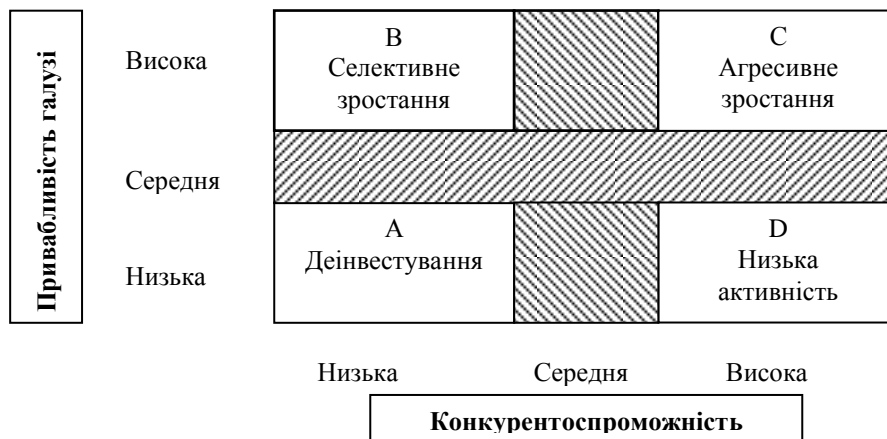 Привабливість галузі
Висока
Середня
Низька
B
Селективне
зростання
C
Агресивне
зростання
A
Деінвестування
D
Низька
активність
Низька
Середня
Висока
Конкурентоспроможність